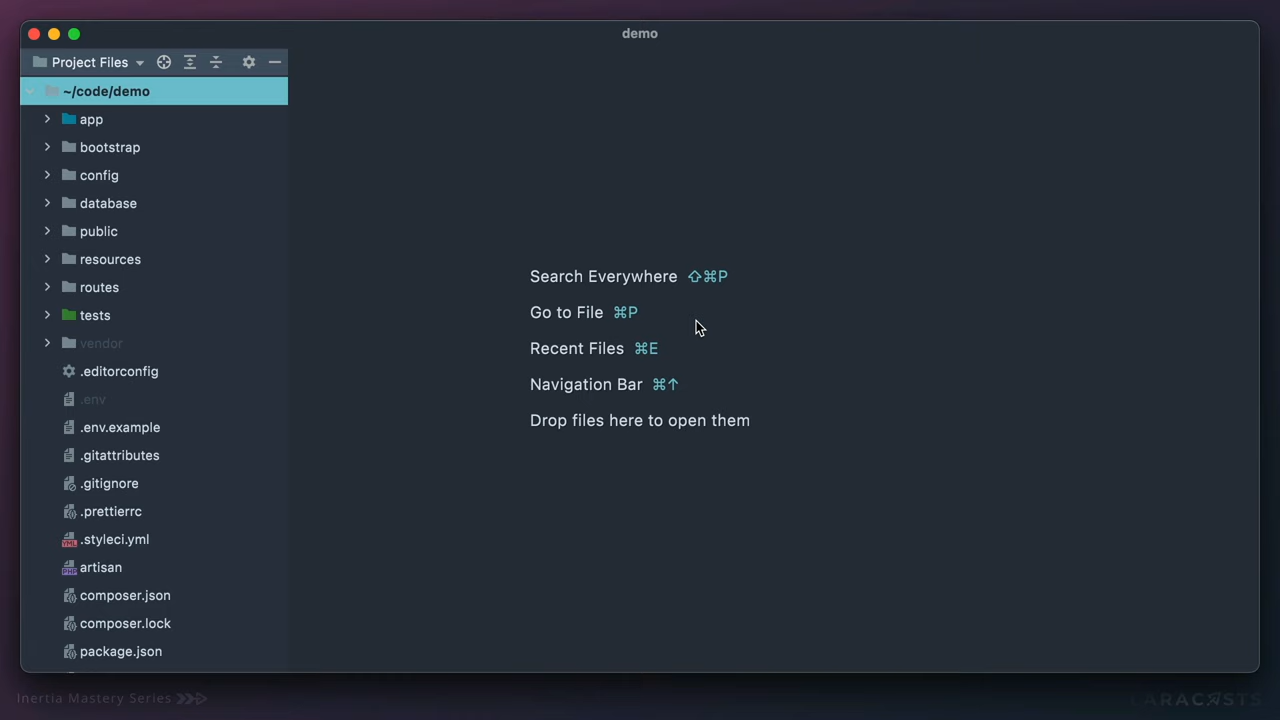 demo
Project Files
~/code/demo
app
bootstrap
config
database
public
resources
routes
tests
vendor
.editorconfig
.env
.env.example
.gitattributes
.gitignore
.prettierrc
.styleci.yml
artisan
composer.json
composer.lock
package.json
Search Everywhere ⇧⌘P
Go to File ⌘P
Recent Files ⌘E
Navigation Bar ⌘↑
Drop files here to open them
Inertia Mastery Series
LARACASTS